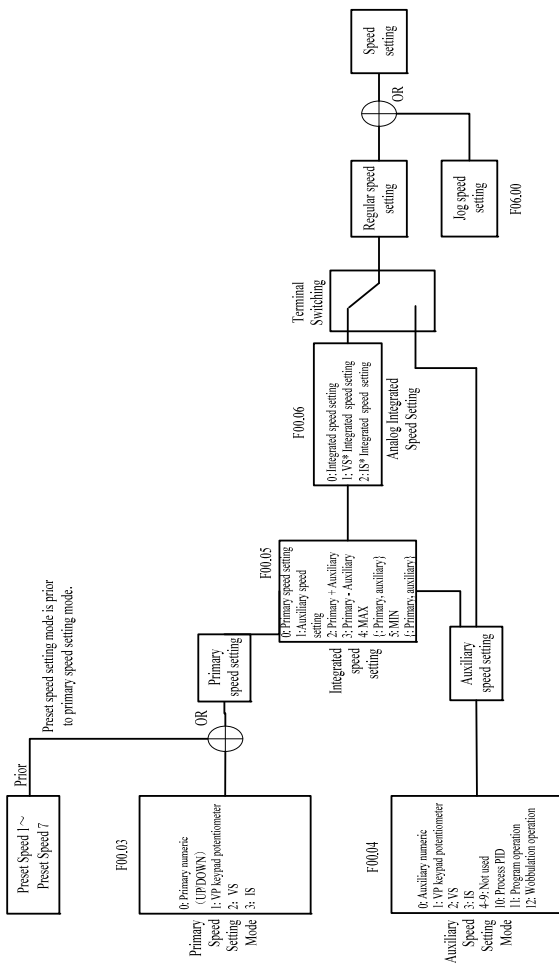 Preset Speed 1～
Preset Speed 7
Prior
Preset speed setting mode is prior
to primary speed setting mode.
F00.03
Primary
Speed
Setting
Mode
0: Primary numeric
(UP/DOWN)
1: VP keypad potentiometer
2: VS
3: IS
OR
Primary
speed setting
F00.04
Auxiliary
Speed
Setting
Mode
0: Auxiliary numeric
1: VP keypad potentiometer
2: VS
3: IS
4~9: Not used
10: Process PID
11: Program operation
12: Wobbulation operation
Auxiliary
speed setting
F00.05
Integrated
speed
setting
0: Primary speed setting
1:Auxiliary speed
setting
2: Primary + Auxiliary
3: Primary - Auxiliary
4: MAX
{: Primary, auxiliary}
5: MIN
{: Primary, auxiliary}
F00.06
0: Integrated speed setting
1: VS* Integrated speed setting
2: IS* Integrated speed setting
Analog Integrated
Speed Setting
Terminal
Switching
Regular speed
setting
OR
Jog speed
setting
F06.00
Speed
setting